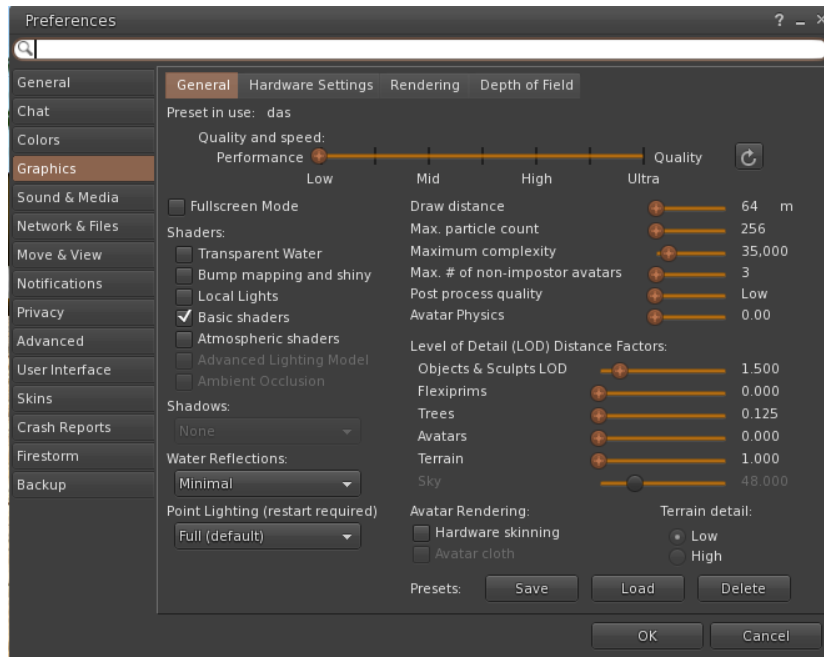 Preferences
General
Chat
Colors
Graphics
Sound & Media
Network & Files
Move & View
Notifications
Privacy
Advanced
User Interface
Skins
Crash Reports
Firestorm
Backup
General Hardware Settings Rendering Depth of Field
Preset in use: das
Quality and speed:
Performance Quality
Low Mid High Ultra
Fullscreen Mode
Shaders:
Transparent Water
Bump mapping and shiny
Local Lights
Basic shaders
Atmospheric shaders
Advanced Lighting Model
Ambient Occlusion
Shadows:
None
Water Reflections:
Minimal
Point Lighting (restart required)
Full (default)
Draw distance 64 m
Max. particle count 256
Maximum complexity 35,000
Max. # of non-impostor avatars 3
Post process quality Low
Avatar Physics 0.00
Level of Detail (LOD) Distance Factors:
Objects & Sculpts LOD 1.500
Flexiprims 0.000
Trees 0.125
Avatars 0.000
Terrain 1.000
Sky 48.000
Avatar Rendering:
Hardware skinning
Avatar cloth
Terrain detail:
Low
High
Presets: Save Load Delete
OK Cancel